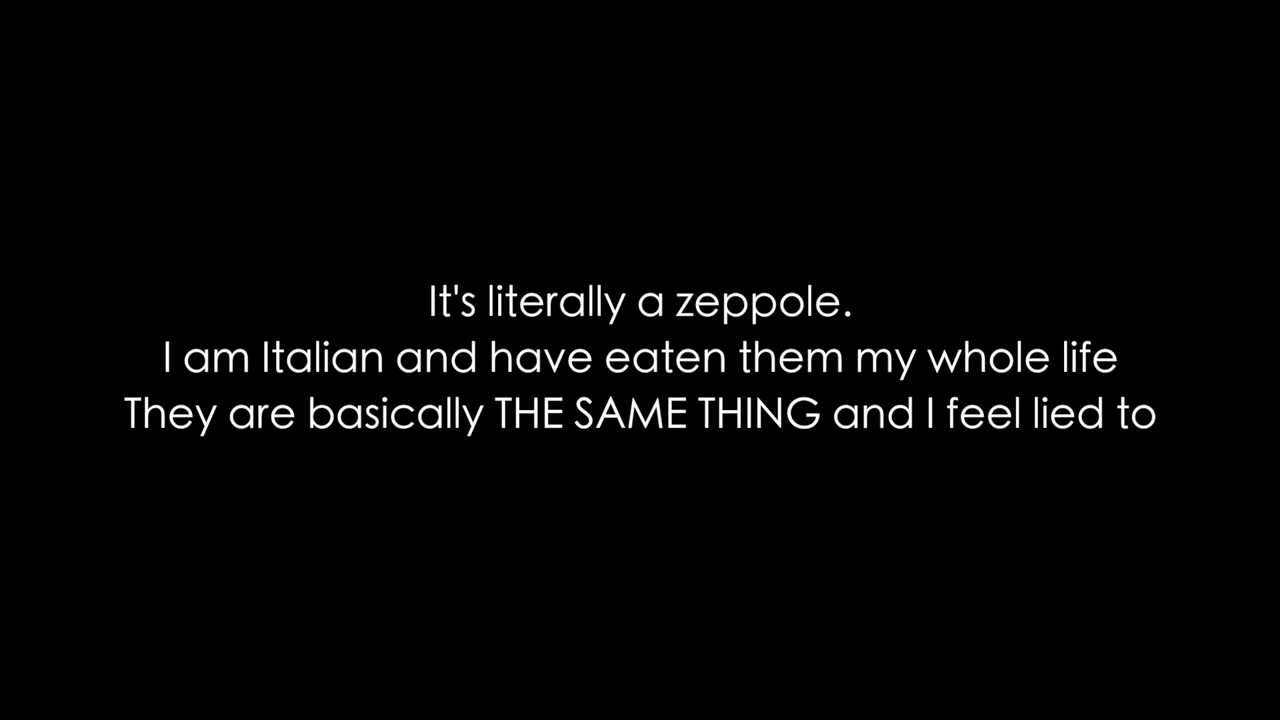 It's literally a zeppole.
I am Italian and have eaten them my whole life
They are basically THE SAME THING and I feel lied to